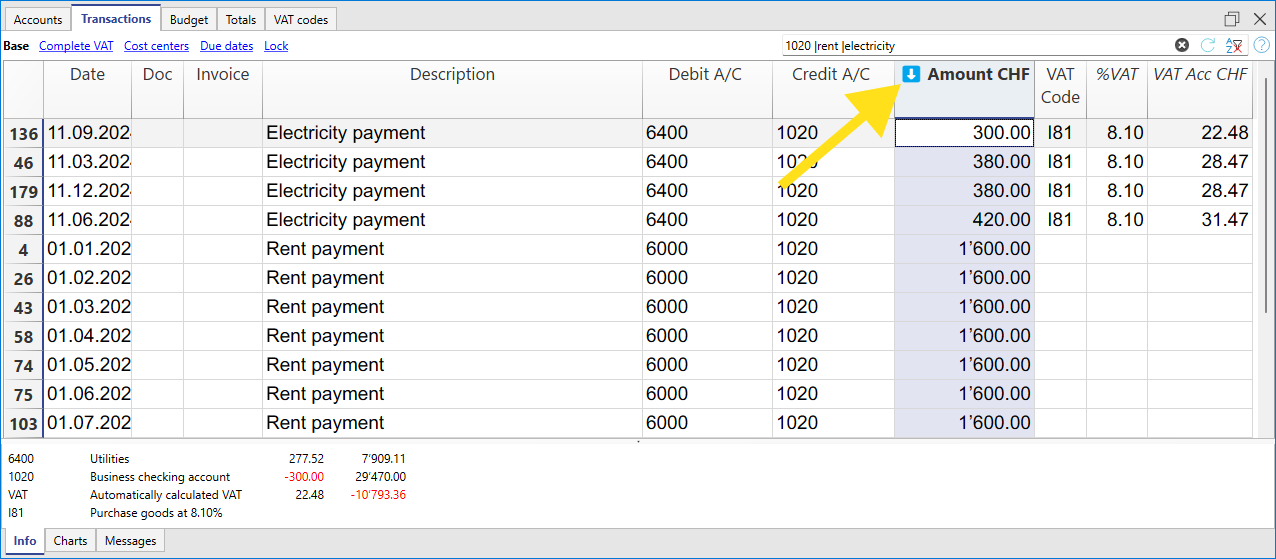 Accounts Transactions Budget Totals VAT codes
Base Complete VAT Cost centers Due dates Lock 1020 |rent |electricity
Date Doc Invoice Description Debit A/C Credit A/C Amount CHF VAT Code %VAT VAT Acc CHF
136 11.09.202 Electricity payment 6400 1020 300.00 I81 8.10 22.48
46 11.03.202 Electricity payment 6400 1020 380.00 I81 8.10 28.47
179 11.12.202 Electricity payment 6400 1020 380.00 I81 8.10 28.47
88 11.06.202 Electricity payment 6400 1020 420.00 I81 8.10 31.47
4 01.01.202 Rent payment 6000 1020 1’600.00
26 01.02.202 Rent payment 6000 1020 1’600.00
43 01.03.202 Rent payment 6000 1020 1’600.00
58 01.04.202 Rent payment 6000 1020 1’600.00
74 01.05.202 Rent payment 6000 1020 1’600.00
75 01.06.202 Rent payment 6000 1020 1’600.00
103 01.07.202 Rent payment 6000 1020 1’600.00
6400 Utilities 277.52 7’909.11
1020 Business checking account -300.00 29’470.00
VAT Automatically calculated VAT 22.48 -10’793.36
I81 Purchase goods at 8.10%
Info Charts Messages